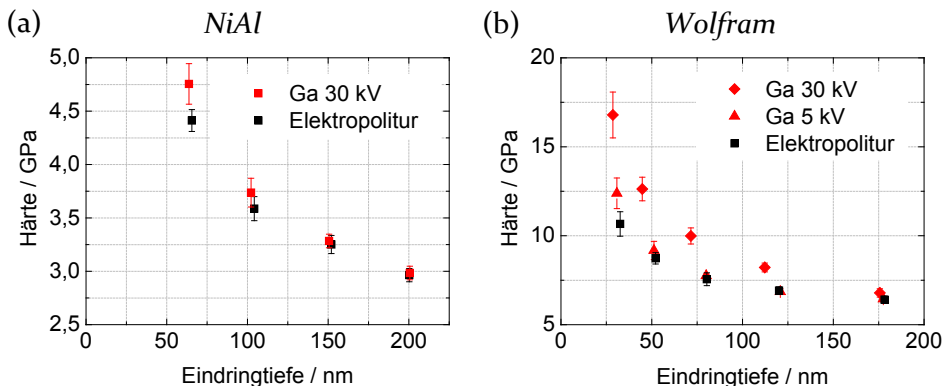 (a) NiAl
5,0
4,5
4,0
3,5
3,0
2,5
Härte / GPa
Ga 30 kV
Elektropolitur
0 50 100 150 200
Eindringtiefe / nm
(b) Wolfram
20
15
10
5
Härte / GPa
Ga 30 kV
Ga 5 kV
Elektropolitur
0 50 100 150 200
Eindringtiefe / nm